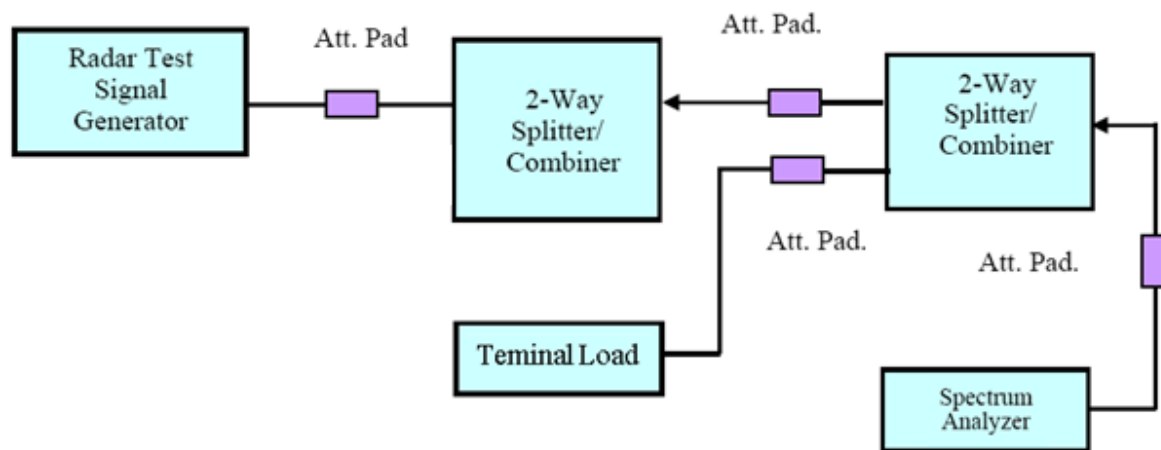 Radar Test
Signal
Generator
Att. Pad
2-Way
Splitter/
Combiner
Att. Pad.
2-Way
Splitter/
Combiner
Att. Pad.
Att. Pad.
Teminal Load
Spectrum
Analyzer